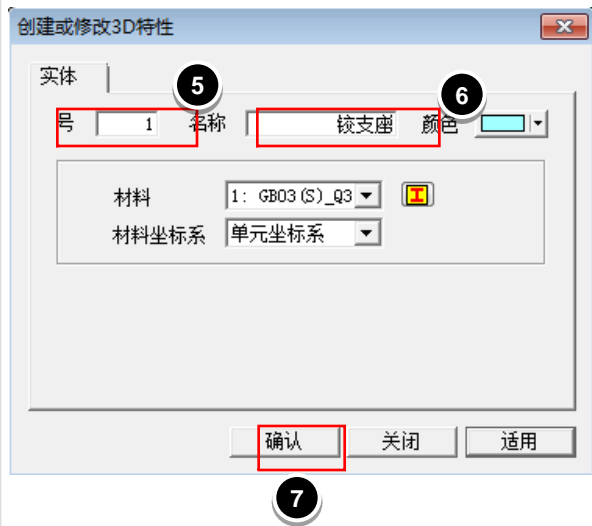 创建或修改3D特性
实体
5
6
号 1 名称 铰支座 颜色
材料 1: GB03(S)_Q3
材料坐标系 单元坐标系
确认 关闭 适用
7